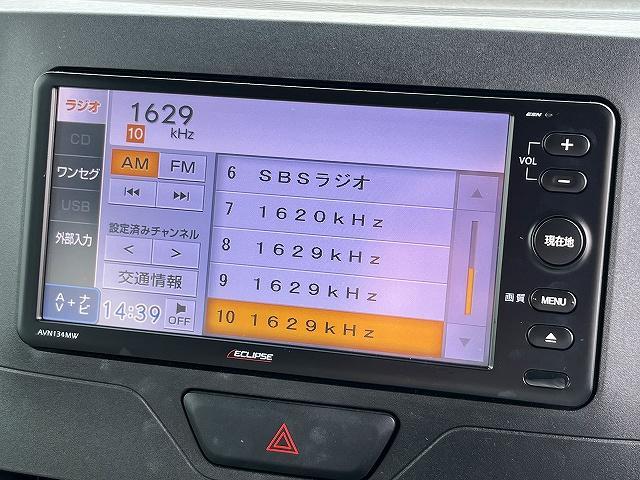 ラジオ
CD
ワンセグ
USB
外部入力
AV+ナビ
1629
10 kHz
AM FM
設定済みチャンネル
< >
交通情報
14:39
OFF
6 SBSラジオ
7 1620kHz
8 1629kHz
9 1629kHz
10 1629kHz
AVN134MW
ECLIPSE
ESN
VOL
+
−
現在地
画質 MENU